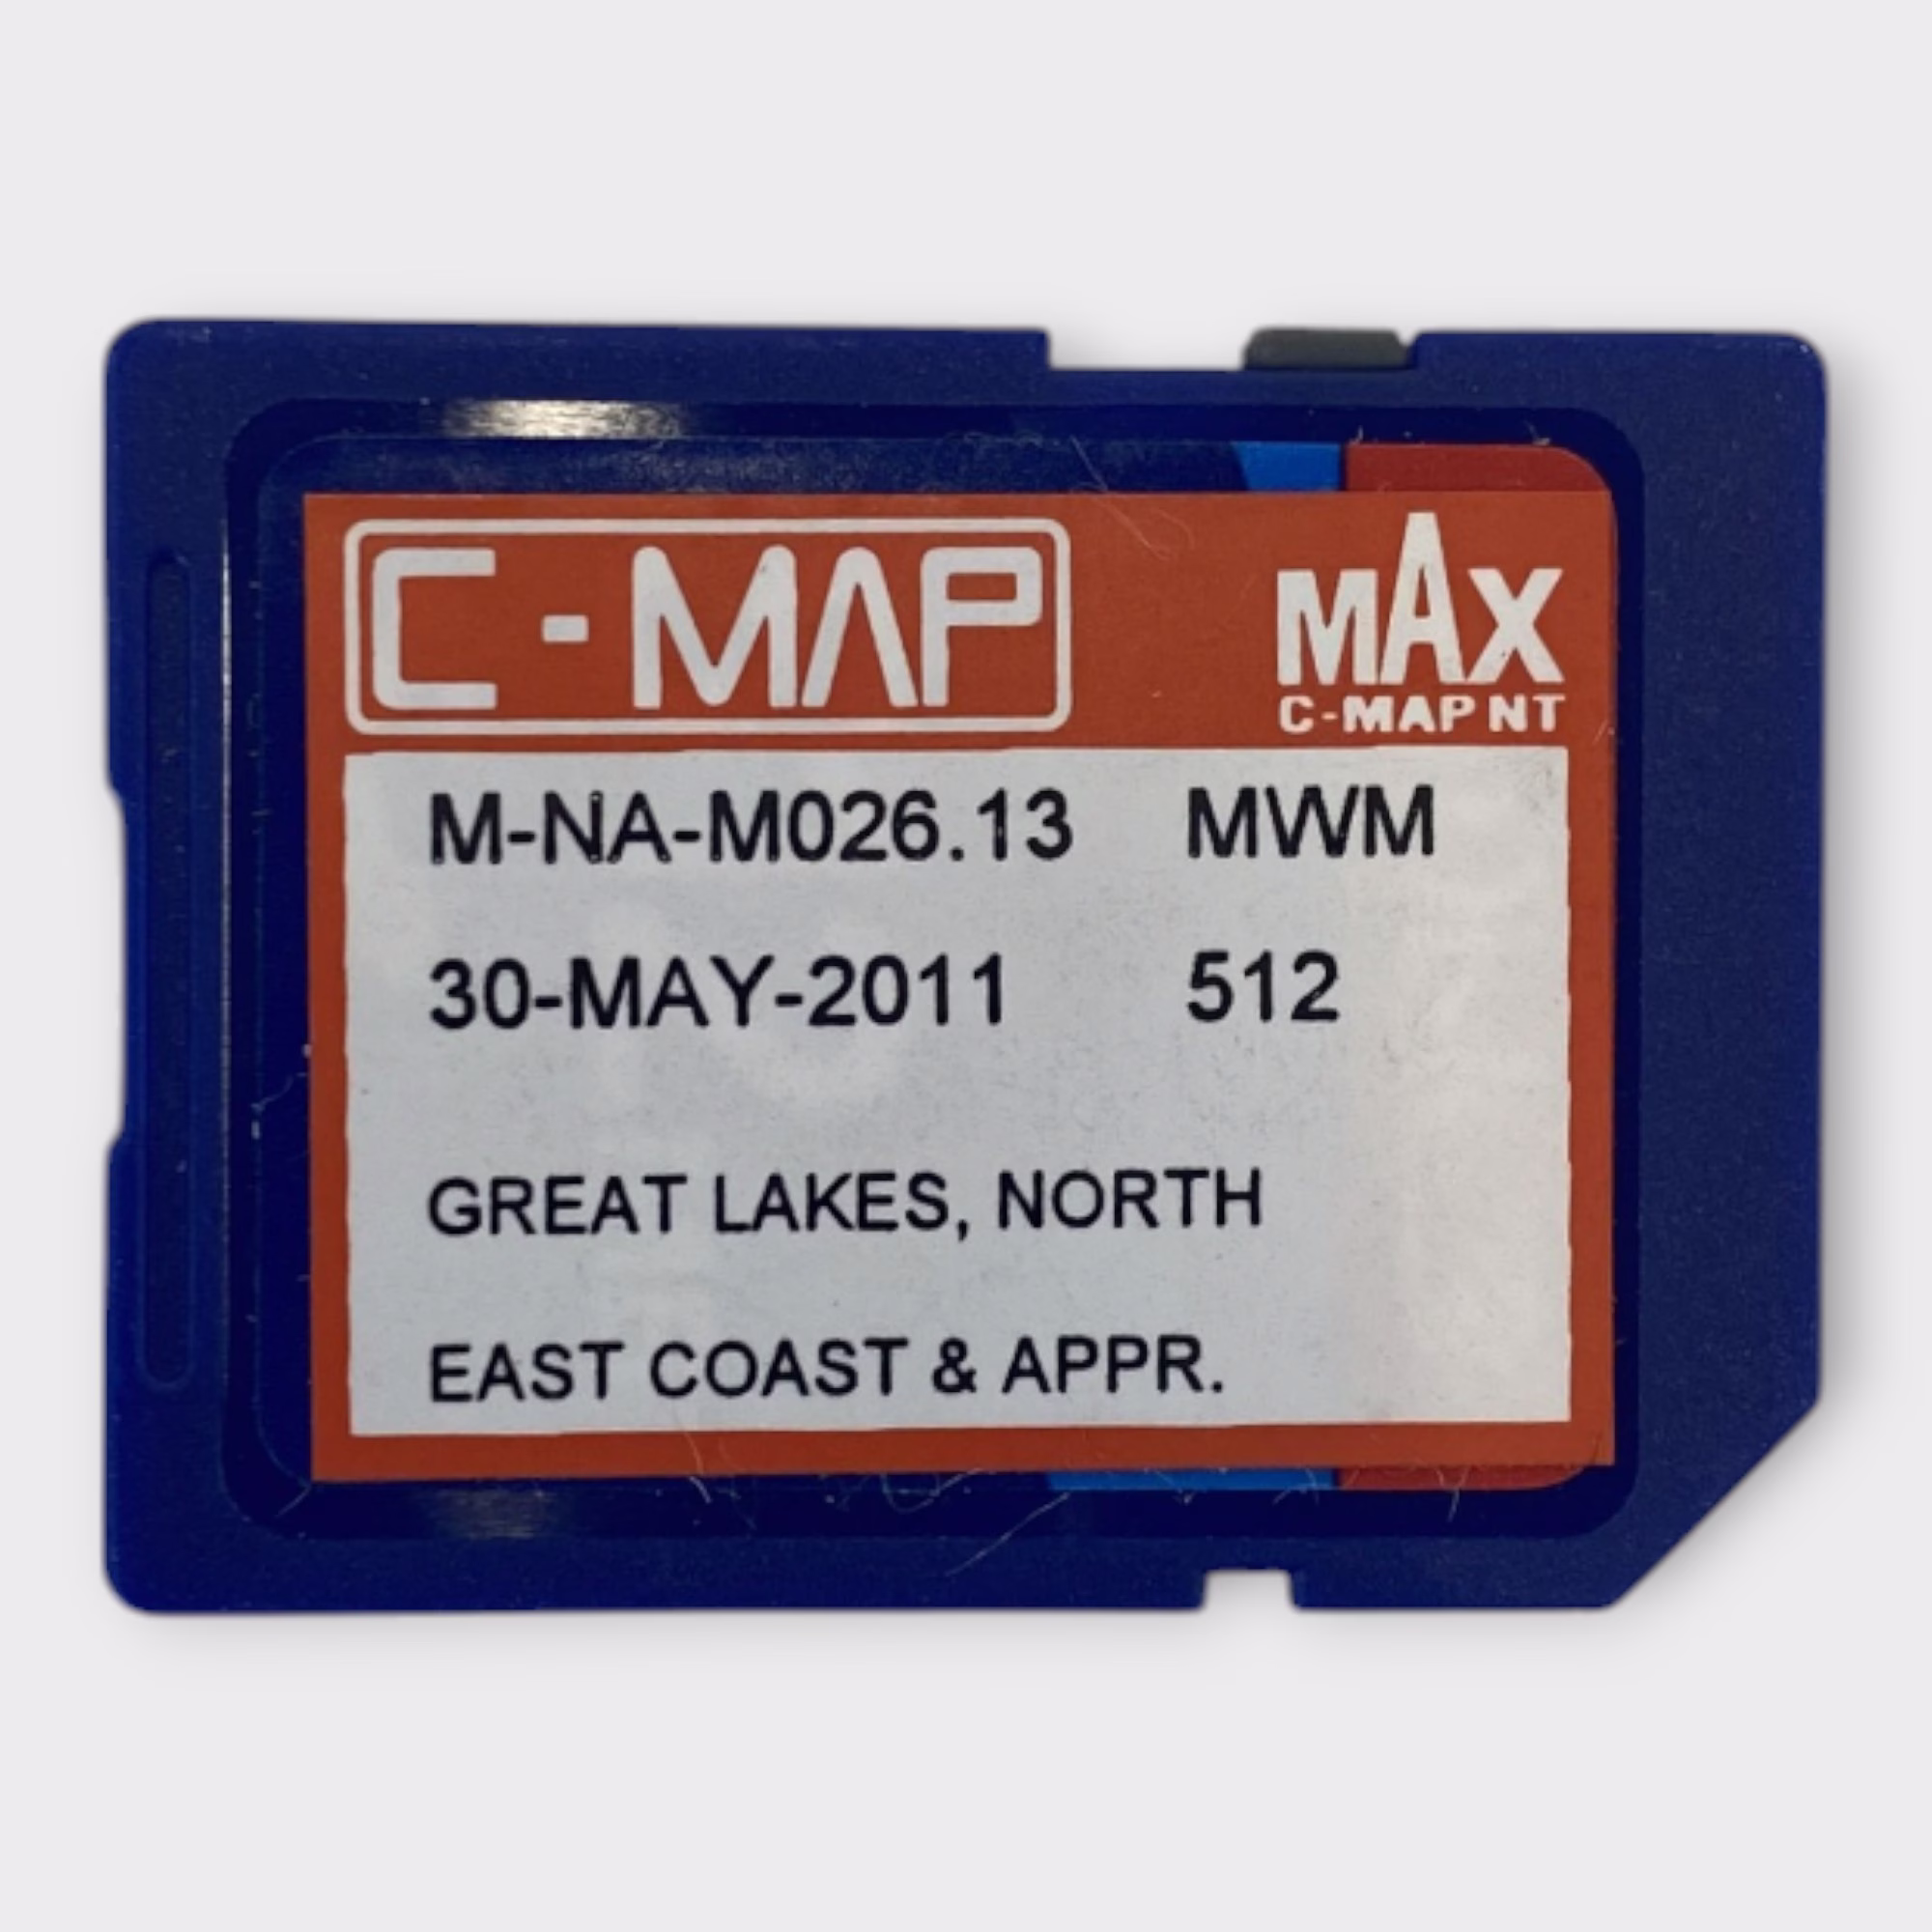 C-MAP MAX
C-MAP NT
M-NA-M026.13 MWM
30-MAY-2011 512
GREAT LAKES, NORTH
EAST COAST & APPR.